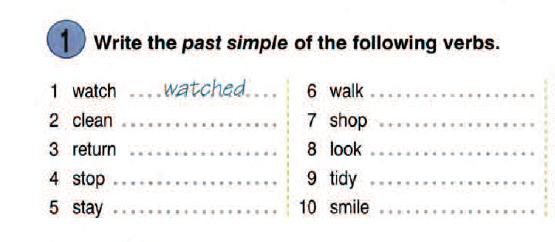 1 Write the past simple of the following verbs.
1 watch ....watched....
2 clean ........................
3 return ........................
4 stop ........................
5 stay ........................
6 walk ........................
7 shop ........................
8 look ........................
9 tidy ........................
10 smile ........................